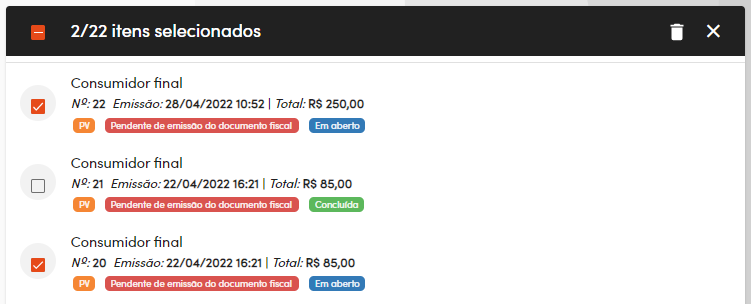 2/22 itens selecionados
Consumidor final
Nº: 22 Emissão: 28/04/2022 10:52 | Total: R$ 250,00
PV Pendente de emissão do documento fiscal Em aberto
Consumidor final
Nº: 21 Emissão: 22/04/2022 16:21 | Total: R$ 85,00
PV Pendente de emissão do documento fiscal Concluída
Consumidor final
Nº: 20 Emissão: 22/04/2022 16:21 | Total: R$ 85,00
PV Pendente de emissão do documento fiscal Em aberto